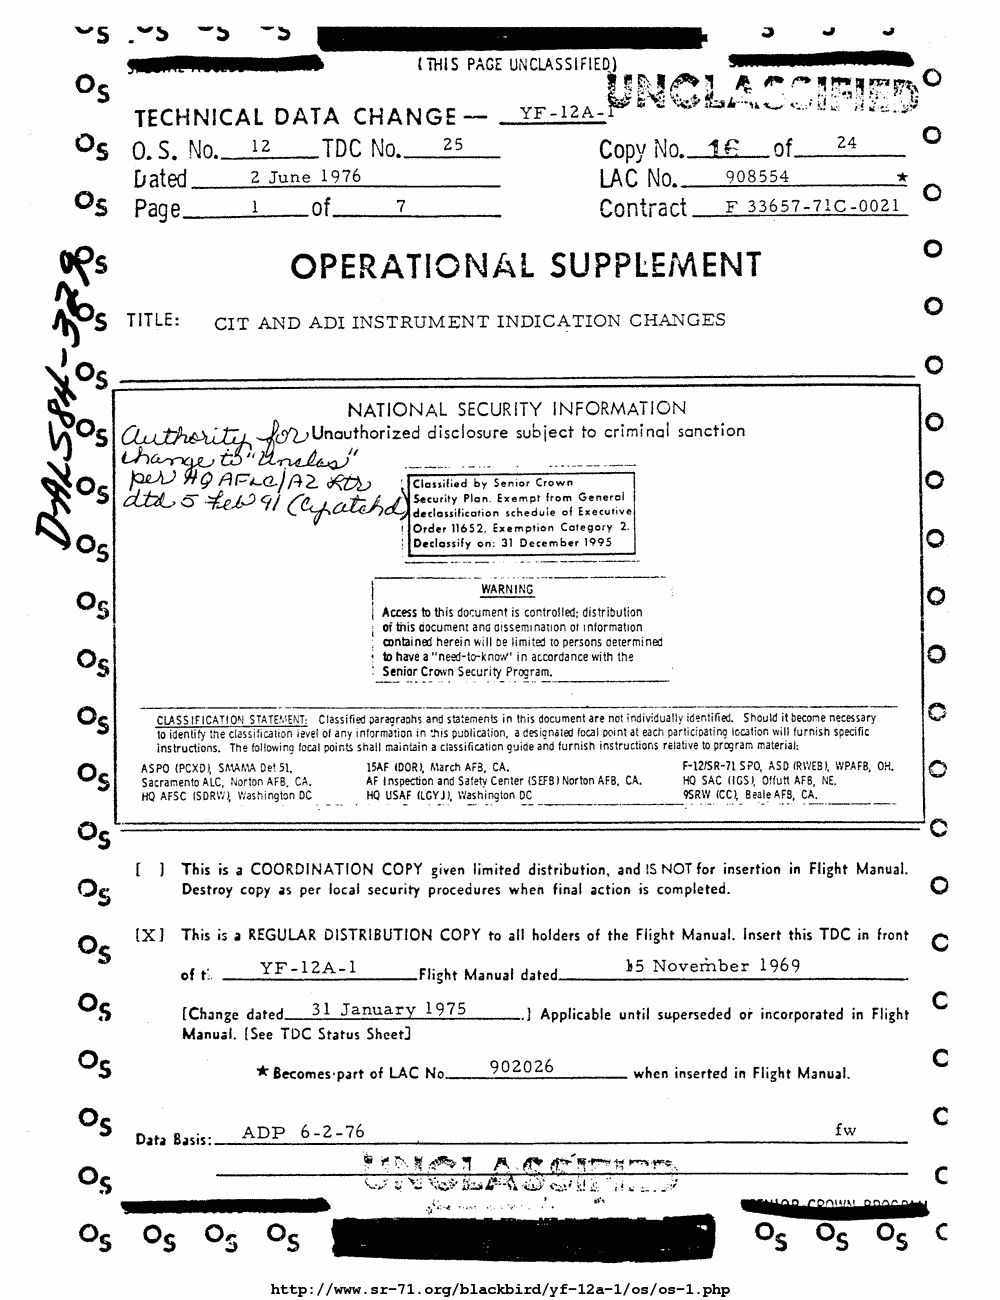 (THIS PAGE UNCLASSIFIED)
UNCLASSIFIED
TECHNICAL DATA CHANGE — YF-12A-1
O. S. No. 12 TDC No. 25
Copy No. 16 of 24
Dated 2 June 1976
LAC No. 908554 ★
Page 1 of 7
Contract F 33657-71C-0021
OPERATIONAL SUPPLEMENT
TITLE: CIT AND ADI INSTRUMENT INDICATION CHANGES
DAL584-329
NATIONAL SECURITY INFORMATION
Unauthorized disclosure subject to criminal sanction
Authority for
change to "Unclas"
per HQ AFLC/AZ ltr
dtd 5 Feb 91 (Cy atchd)
Classified by Senior Crown
Security Plan. Exempt from General
declassification schedule of Executive
Order 11652, Exemption Category 2.
Declassify on: 31 December 1995
WARNING
Access to this document is controlled; distribution
of this document and dissemination of information
contained herein will be limited to persons determined
to have a "need-to-know" in accordance with the
Senior Crown Security Program.
CLASSIFICATION STATEMENT: Classified paragraphs and statements in this document are not individually identified. Should it become necessary
to identify the classification level of any information in this publication, a designated focal point at each participating location will furnish specific
instructions. The following focal points shall maintain a classification guide and furnish instructions relative to program material:
ASPO (PCXD), SMAMA Det 51, 15AF (DOR), March AFB, CA. F-12/SR-71 SPO, ASD (RWEB), WPAFB, OH.
Sacramento ALC, Norton AFB, CA. AF Inspection and Safety Center (SEFB) Norton AFB, CA. HQ SAC (IGS), Offutt AFB, NE.
HQ AFSC (SDRW), Washington DC HQ USAF (LGYJ), Washington DC 9SRW (CC), Beale AFB, CA.
[ ] This is a COORDINATION COPY given limited distribution, and IS NOT for insertion in Flight Manual.
Destroy copy as per local security procedures when final action is completed.
[X] This is a REGULAR DISTRIBUTION COPY to all holders of the Flight Manual. Insert this TDC in front
of t YF-12A-1 Flight Manual dated 15 November 1969
[Change dated 31 January 1975 .] Applicable until superseded or incorporated in Flight
Manual. [See TDC Status Sheet]
★ Becomes part of LAC No. 902026 when inserted in Flight Manual.
Data Basis: ADP 6-2-76 fw
UNCLASSIFIED
SENIOR CROWN PROGRAM
http://www.sr-71.org/blackbird/yf-12a-1/os/os-1.php